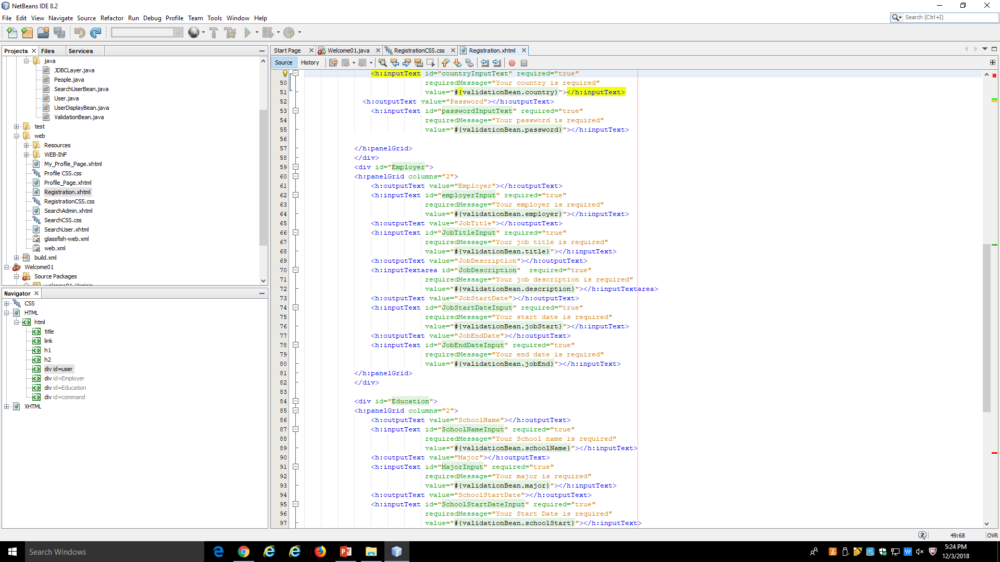 NetBeans IDE 8.2
File Edit View Navigate Source Refactor Run Debug Profile Team Tools Window Help
Search (Ctrl+I)
Projects Files Services
java
JDBCLayer.java
People.java
SearchUserBean.java
User.java
UserDisplayBean.java
ValidationBean.java
test
web
Resources
WEB-INF
My_Profile_Page.xhtml
Profile CSS.css
Profile_Page.xhtml
Registration.xhtml
RegistrationCSS.css
SearchAdmin.xhtml
SearchCSS.css
SearchUser.xhtml
glassfish-web.xml
web.xml
build.xml
Welcome01
Source Packages
Navigator
CSS
HTML
html
title
link
h1
h2
div id=user
div id=Employer
div id=Education
div id=command
XHTML
Start Page Welcome01.java RegistrationCSS.css Registration.xhtml
Source History
<h:inputText id="countryInputText" required="true"
50 requiredMessage="Your country is required"
51 value="#{validationBean.country}"></h:inputText>
52 <h:outputText value="Password"></h:outputText>
53 <h:inputText id="passwordInputText" required="true"
54 requiredMessage="Your password is required"
55 value="#{validationBean.password}"></h:inputText>
56
57 </h:panelGrid>
58 </div>
59 <div id="Employer">
60 <h:panelGrid columns="2">
61 <h:outputText value="Employer"></h:outputText>
62 <h:inputText id="employerInput" required="true"
63 requiredMessage="Your employer is required"
64 value="#{validationBean.employer}"></h:inputText>
65 <h:outputText value="JobTitle"></h:outputText>
66 <h:inputText id="JobTitleInput" required="true"
67 requiredMessage="Your job title is required"
68 value="#{validationBean.title}"></h:inputText>
69 <h:outputText value="JobDescription"></h:outputText>
70 <h:inputTextarea id="JobDescription"  required="true"
71 requiredMessage="Your job description is required"
72 value="#{validationBean.description}"></h:inputTextarea>
73 <h:outputText value="JobStartDate"></h:outputText>
74 <h:inputText id="JobStartDateInput" required="true"
75 requiredMessage="Your start date is required"
76 value="#{validationBean.jobStart}"></h:inputText>
77 <h:outputText value="JobEndDate"></h:outputText>
78 <h:inputText id="JobEndDateInput" required="true"
79 requiredMessage="Your end date is required"
80 value="#{validationBean.jobEnd}"></h:inputText>
81 </h:panelGrid>
82 </div>
83
84 <div id="Education">
85 <h:panelGrid columns="2">
86 <h:outputText value="SchoolName"></h:outputText>
87 <h:inputText id="SchoolNameInput" required="true"
88 requiredMessage="Your School name is required"
89 value="#{validationBean.schoolName}"></h:inputText>
90 <h:outputText value="Major"></h:outputText>
91 <h:inputText id="MajorInput" required="true"
92 requiredMessage="Your major is required"
93 value="#{validationBean.major}"></h:inputText>
94 <h:outputText value="SchoolStartDate"></h:outputText>
95 <h:inputText id="SchoolStartDateInput" required="true"
96 requiredMessage="Your Start Date is required"
97 value="#{validationBean.schoolStart}"></h:inputText>
2 49:68 OVR
Search Windows
5:24 PM
12/3/2018